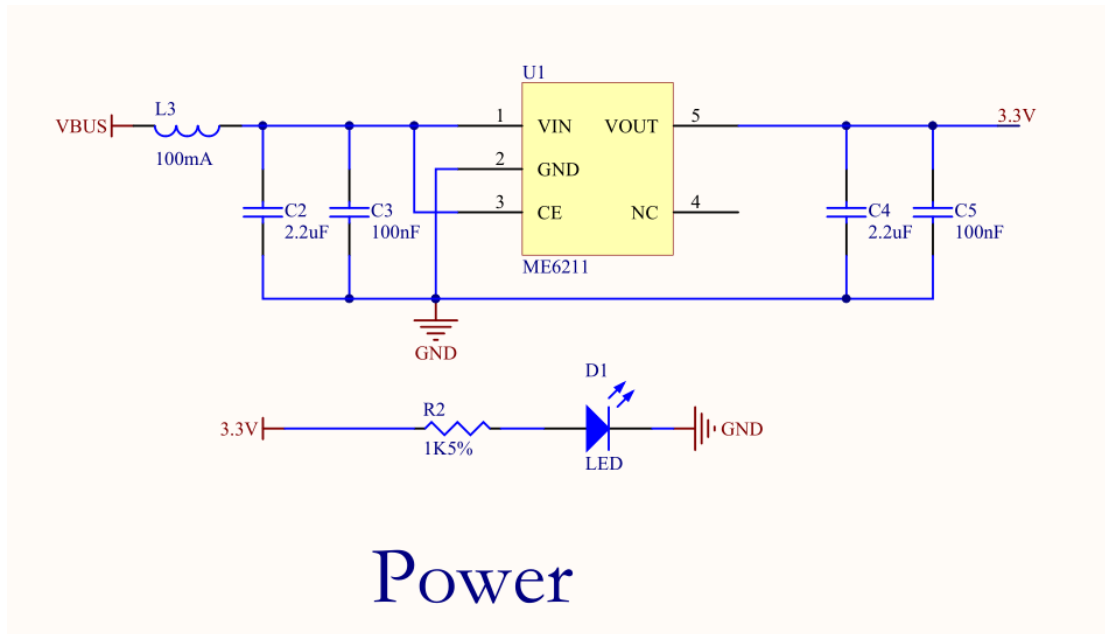 U1
L3
VBUS
100mA
1
VIN
VOUT
5
3.3V
2
GND
3
CE
NC
4
C2
2.2uF
C3
100nF
C4
2.2uF
C5
100nF
ME6211
GND
D1
3.3V
R2
1K5%
LED
GND
Power